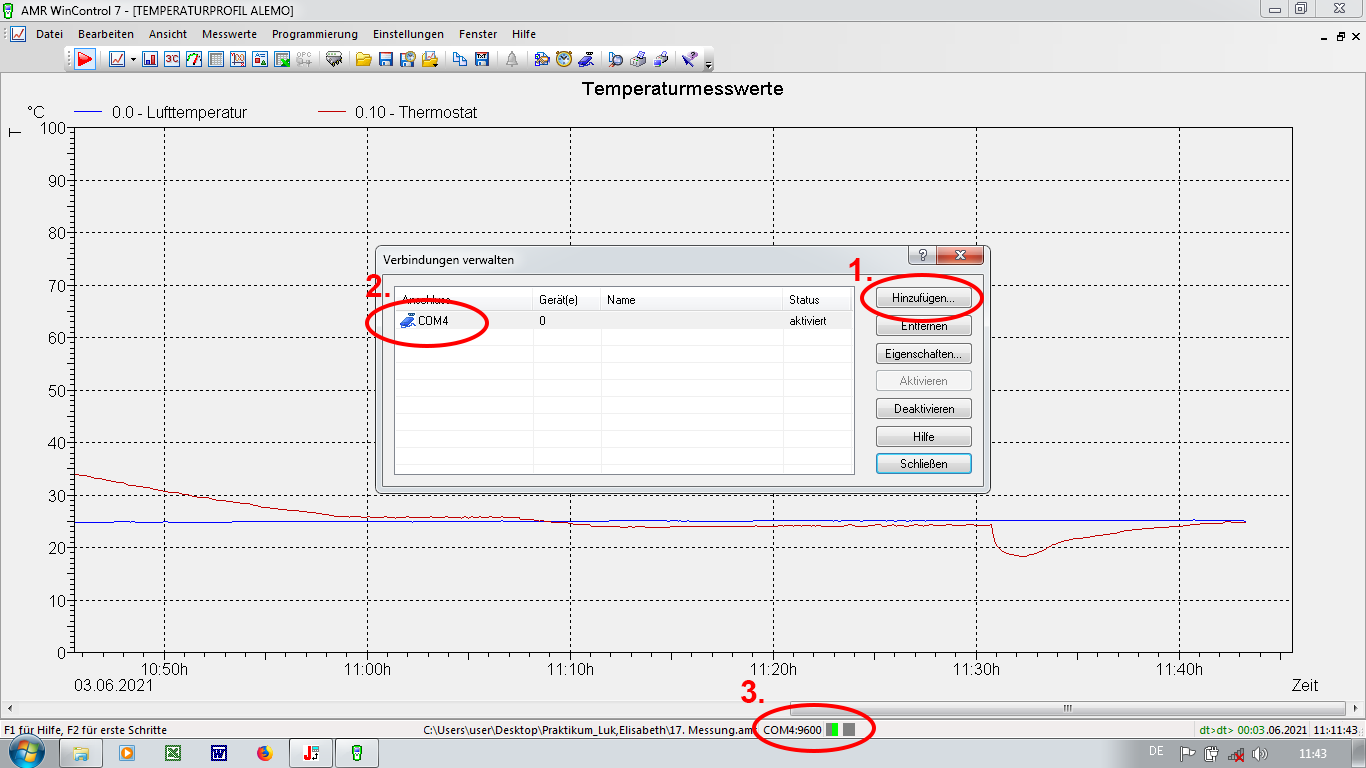 AMR WinControl 7 - [TEMPERATURPROFIL ALEMO]
Datei Bearbeiten Ansicht Messwerte Programmierung Einstellungen Fenster Hilfe
Temperaturmesswerte
°C 0.0 - Lufttemperatur 0.10 - Thermostat
T
100
90
80
70
60
50
40
30
20
10
0
Verbindungen verwalten
1.
2.
Anschluss Gerät(e) Name Status
COM4 0 aktiviert
Hinzufügen...
Entfernen
Eigenschaften...
Aktivieren
Deaktivieren
Hilfe
Schließen
10:50h 11:00h 11:10h 11:20h 11:30h 11:40h
03.06.2021 Zeit
3.
F1 für Hilfe, F2 für erste Schritte C:\Users\user\Desktop\Praktikum_Luk,Elisabeth\17. Messung.am COM4:9600 dt>dt> 00:03.06.2021 11:11:43
DE 11:43